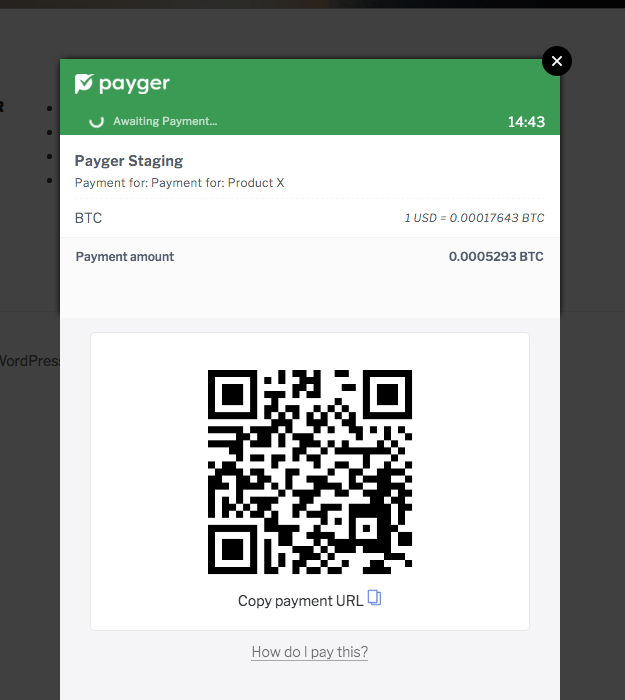 payger
Awaiting Payment...
14:43
Payger Staging
Payment for: Payment for: Product X
BTC
1 USD = 0.00017643 BTC
Payment amount
0.0005293 BTC
WordPress
Copy payment URL
How do I pay this?